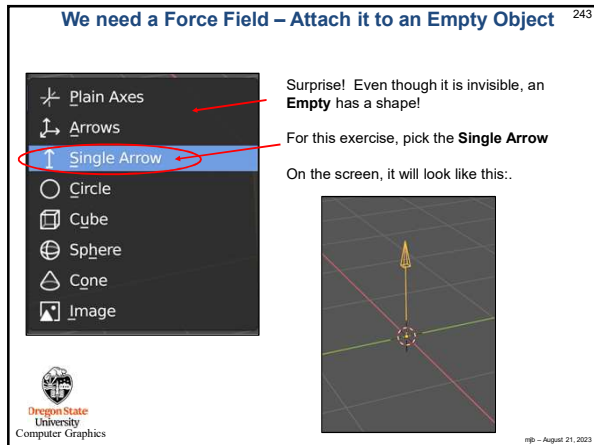 We need a Force Field – Attach it to an Empty Object
243
Plain Axes
Arrows
Single Arrow
Circle
Cube
Sphere
Cone
Image
Surprise! Even though it is invisible, an
Empty has a shape!
For this exercise, pick the Single Arrow
On the screen, it will look like this:.
Oregon State
University
Computer Graphics
mjb – August 21, 2023